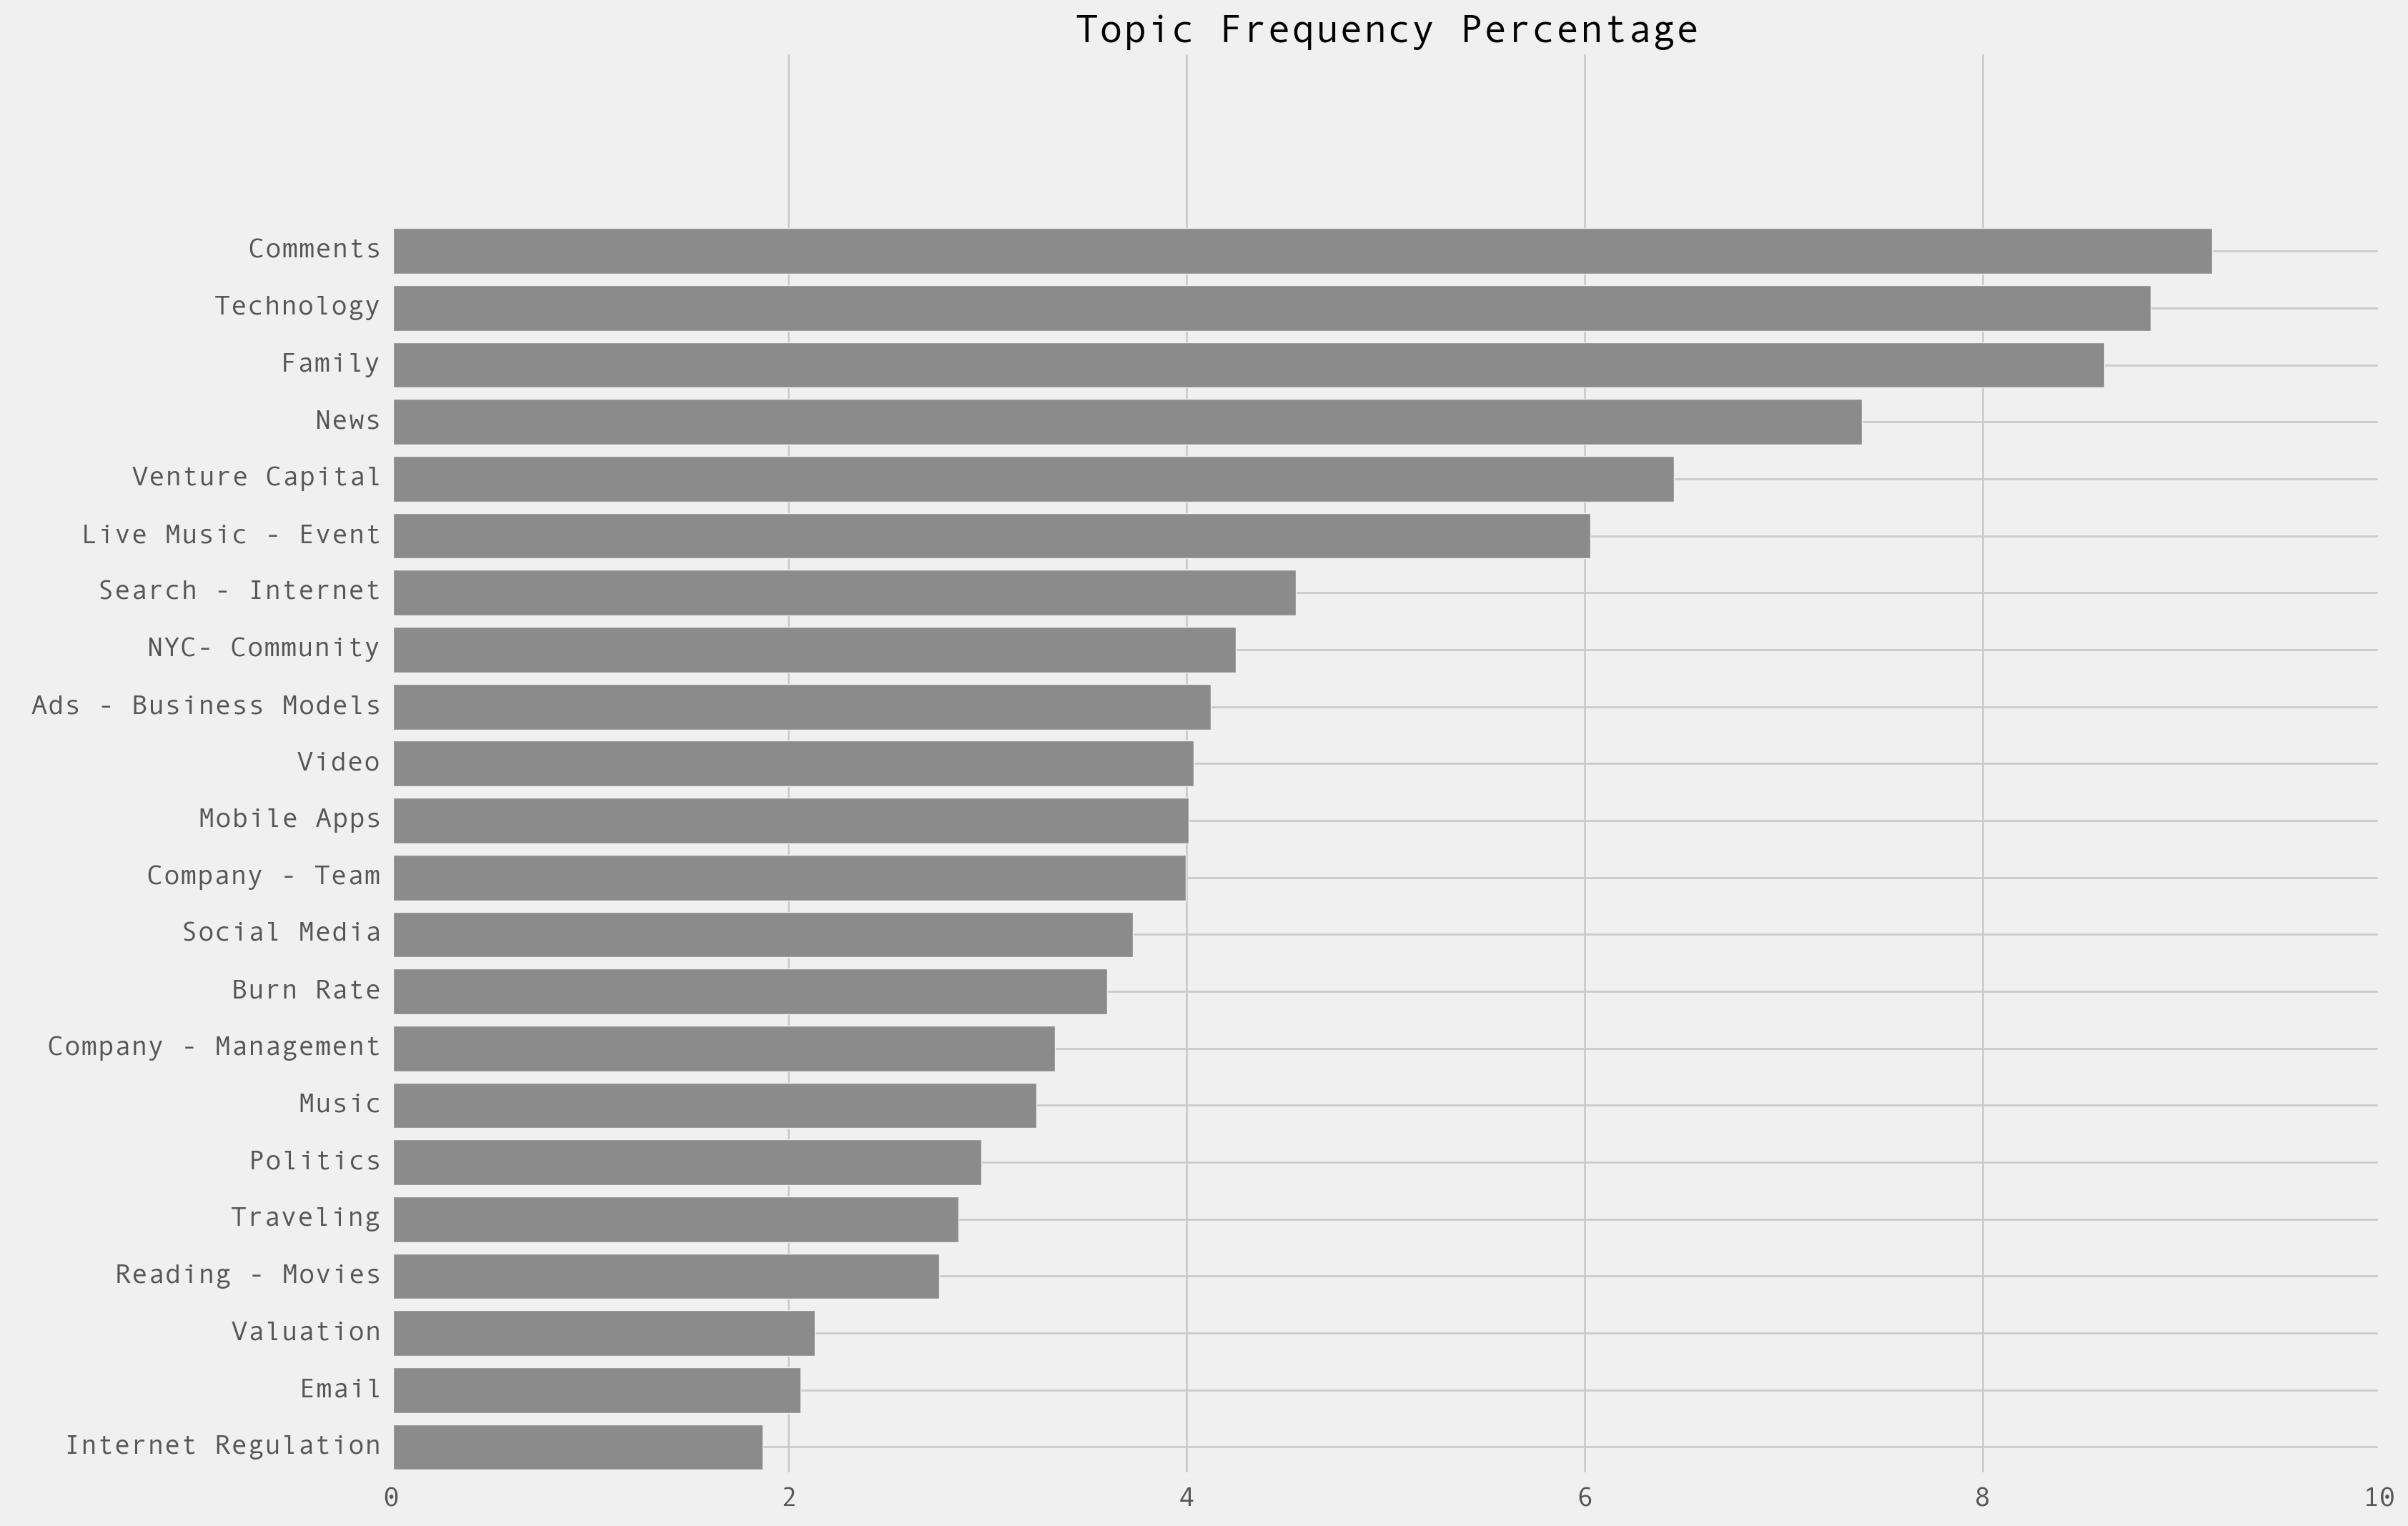 Topic Frequency Percentage
Comments
Technology
Family
News
Venture Capital
Live Music - Event
Search - Internet
NYC- Community
Ads - Business Models
Video
Mobile Apps
Company - Team
Social Media
Burn Rate
Company - Management
Music
Politics
Traveling
Reading - Movies
Valuation
Email
Internet Regulation
0 2 4 6 8 10